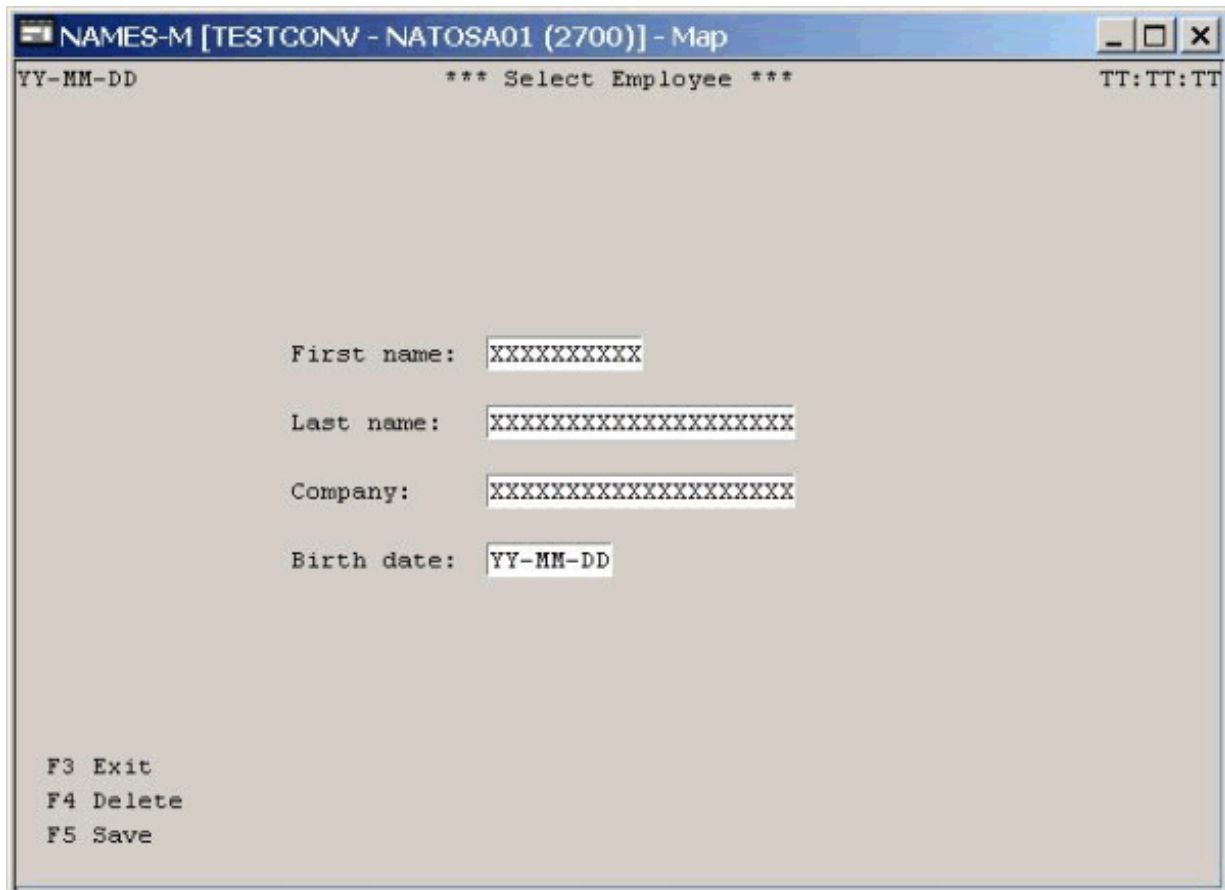 NAMES-M [TESTCONV - NATOSA01 (2700)] - Map
YY-MM-DD *** Select Employee *** TT:TT:TT
First name: XXXXXXXXXX
Last name: XXXXXXXXXXXXXXXXXXXX
Company: XXXXXXXXXXXXXXXXXXXX
Birth date: YY-MM-DD
F3 Exit
F4 Delete
F5 Save